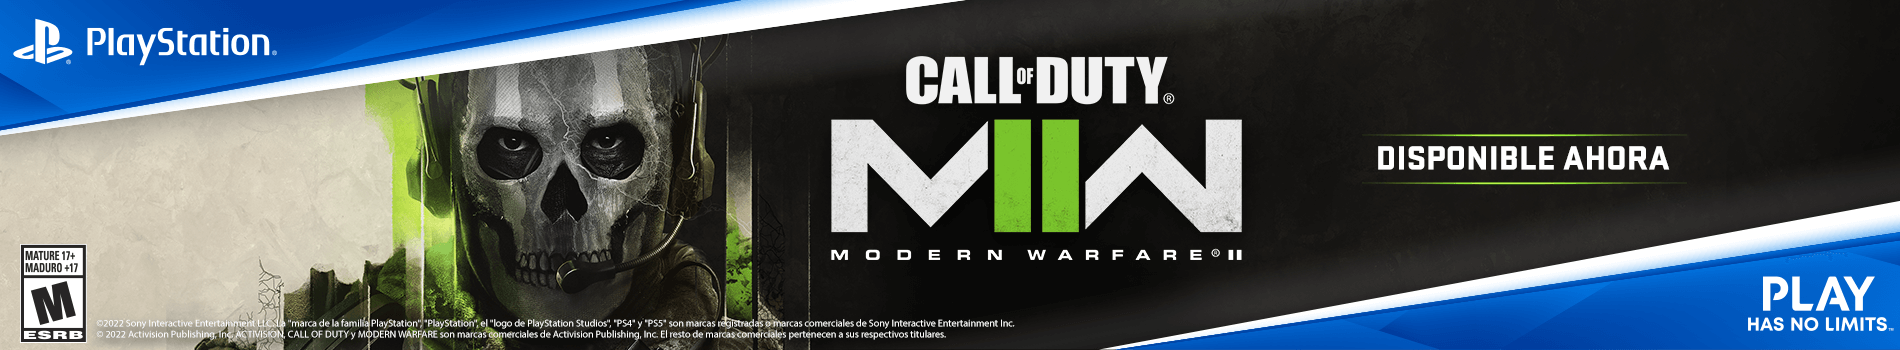 PlayStation®
CALL OF DUTY®
MIIW
MODERN WARFARE® II
DISPONIBLE AHORA
MATURE 17+
MADURO +17
M
ESRB
©2022 Sony Interactive Entertainment LLC. La "marca de la familia PlayStation", "PlayStation", el "logo de PlayStation Studios", "PS4" y "PS5" son marcas registradas o marcas comerciales de Sony Interactive Entertainment Inc.
© 2022 Activision Publishing, Inc. ACTIVISION, CALL OF DUTY y MODERN WARFARE son marcas comerciales de Activision Publishing, Inc. El resto de marcas comerciales pertenecen a sus respectivos titulares.
PLAY
HAS NO LIMITS™